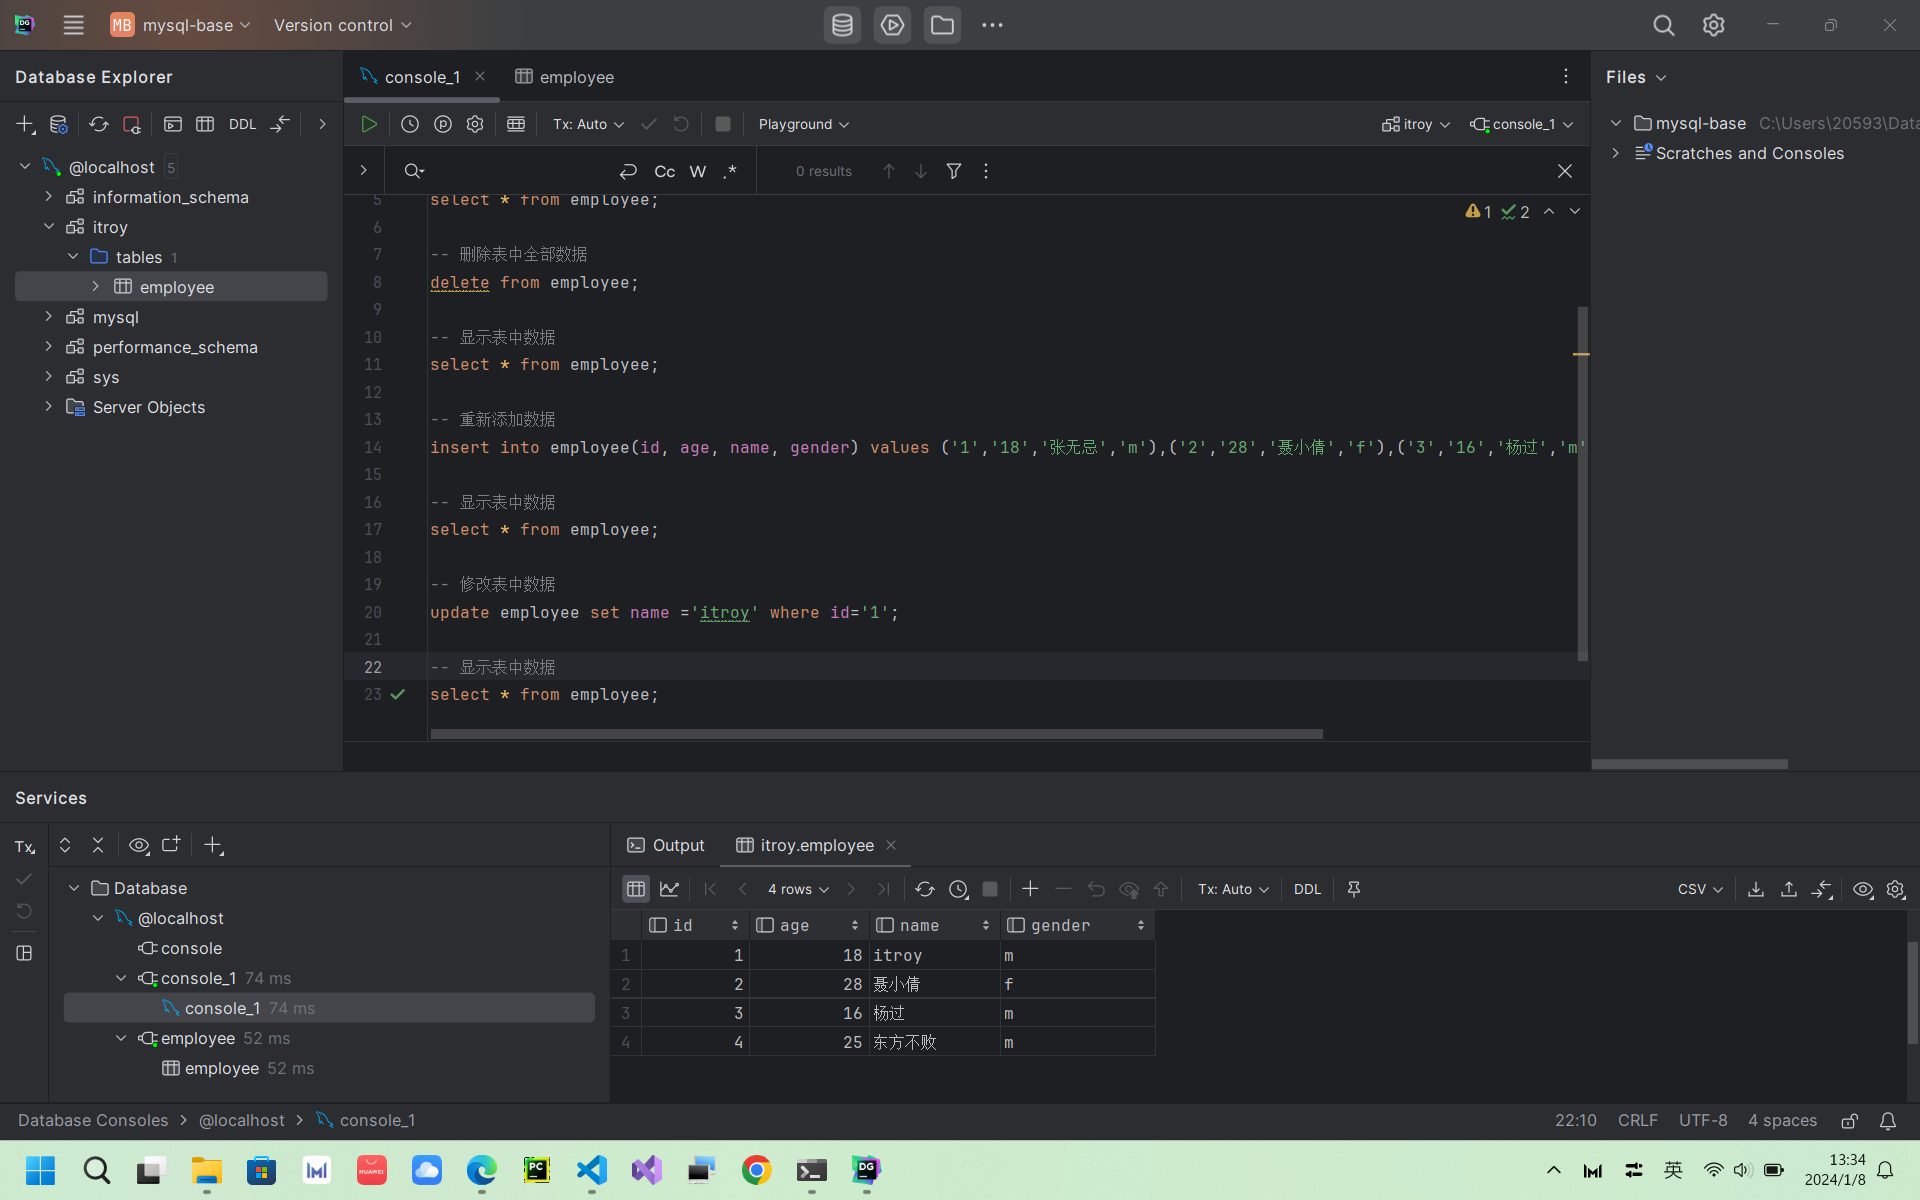 MB mysql-base Version control
Database Explorer
DDL
@localhost 5
information_schema
itroy
tables 1
employee
mysql
performance_schema
sys
Server Objects
console_1
employee
Tx: Auto
Playground
itroy
console_1
Cc W .*
0 results
1 2
5 select * from employee;
6
7 -- 删除表中全部数据
8 delete from employee;
9
10 -- 显示表中数据
11 select * from employee;
12
13 -- 重新添加数据
14 insert into employee(id, age, name, gender) values ('1','18','张无忌','m'),('2','28','聂小倩','f'),('3','16','杨过','m'
15
16 -- 显示表中数据
17 select * from employee;
18
19 -- 修改表中数据
20 update employee set name ='itroy' where id='1';
21
22 -- 显示表中数据
23 select * from employee;
Files
mysql-base C:\Users\20593\Data
Scratches and Consoles
Services
Tx
Database
@localhost
console
console_1 74 ms
console_1 74 ms
employee 52 ms
employee 52 ms
Output
itroy.employee
4 rows
Tx: Auto
DDL
CSV
id age name gender
1 1 18 itroy m
2 2 28 聂小倩 f
3 3 16 杨过 m
4 4 25 东方不败 m
Database Consoles > @localhost > console_1
22:10 CRLF UTF-8 4 spaces
HUAWEI
PC
DG
英
13:34
2024/1/8